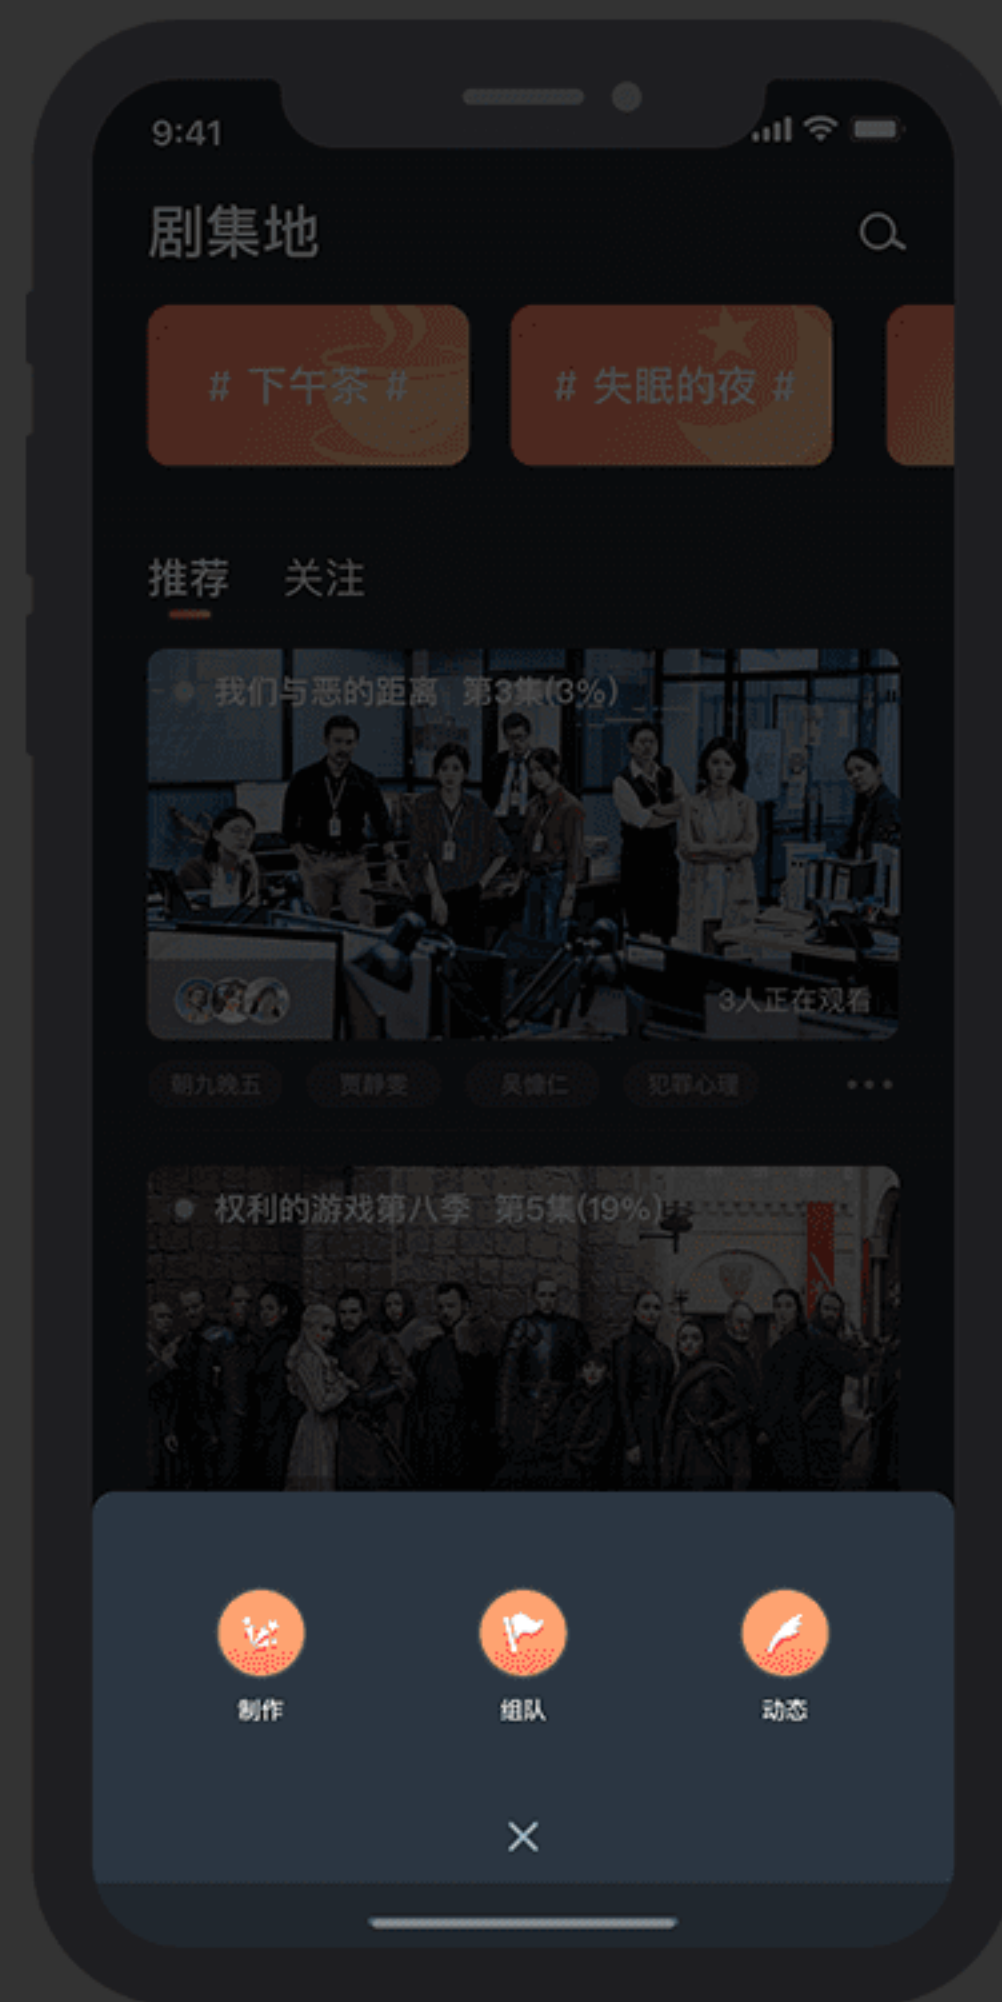 9:41
剧集地
# 下午茶 #
# 失眠的夜 #
推荐 关注
我们与恶的距离 第3集(3%)
3人正在观看
朝九晚五 贾静雯 吴慷仁 犯罪心理
权利的游戏第八季 第5集(19%)
制作 组队 动态